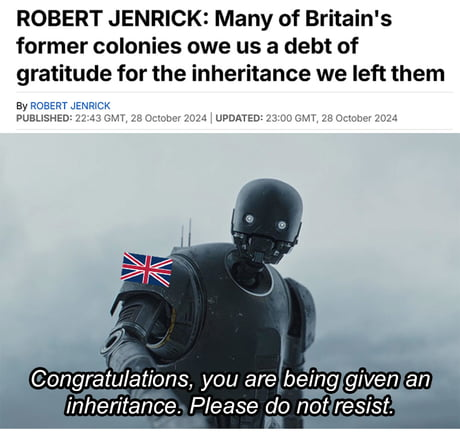 ROBERT JENRICK: Many of Britain's
former colonies owe us a debt of
gratitude for the inheritance we left them
By ROBERT JENRICK
PUBLISHED: 22:43 GMT, 28 October 2024 | UPDATED: 23:00 GMT, 28 October 2024
Congratulations, you are being given an
inheritance. Please do not resist.